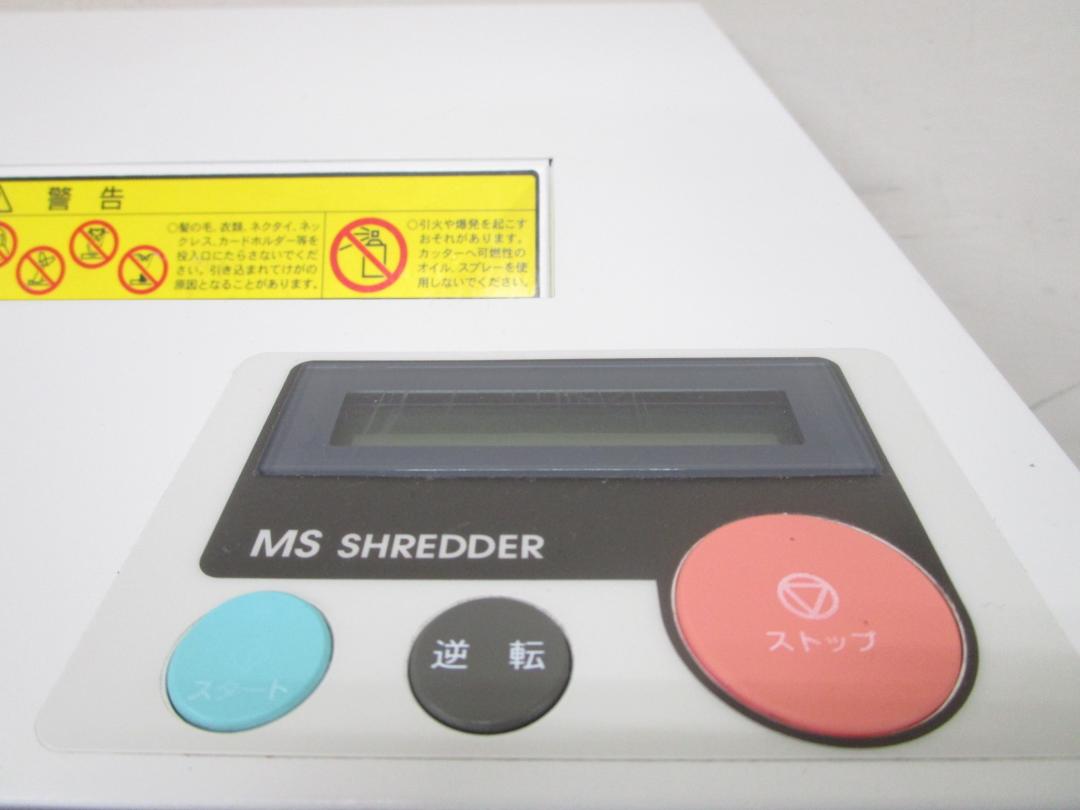 警告
○髪の毛、衣類、ネクタイ、ネッ
クレス、カードホルダー等を
投入口にたらさないでくだ
さい。引き込まれてけがの
原因となることがあります。
○引火や爆発を起こす
おそれがあります。
カッターへ可燃性の
オイル、スプレーを使
用しないでください。
MS SHREDDER
スタート
逆転
ストップ